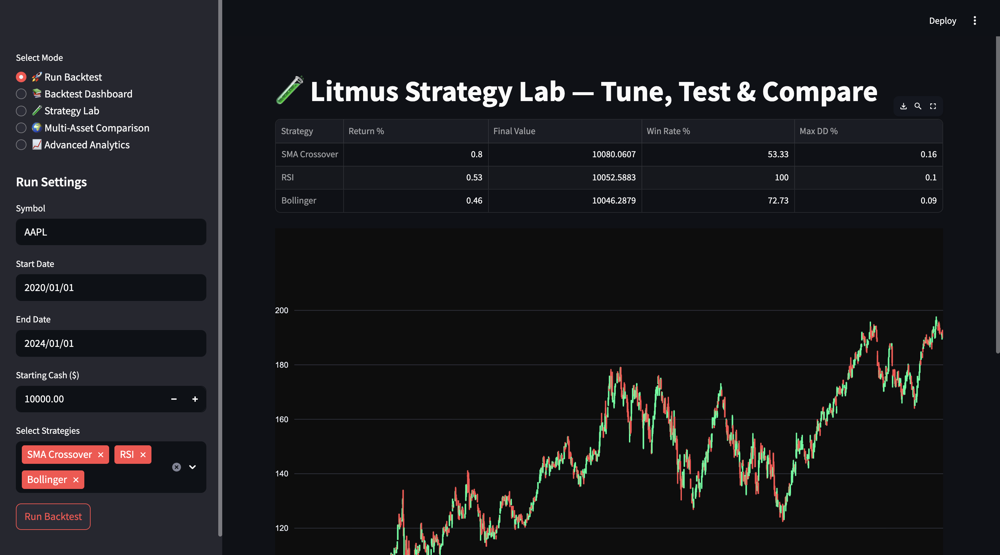 Deploy
Select Mode
🚀 Run Backtest
📚 Backtest Dashboard
🧪 Strategy Lab
🌍 Multi-Asset Comparison
📈 Advanced Analytics
Run Settings
Symbol
AAPL
Start Date
2020/01/01
End Date
2024/01/01
Starting Cash ($)
10000.00
Select Strategies
SMA Crossover RSI
Bollinger
Run Backtest
🧪 Litmus Strategy Lab — Tune, Test & Compare
Strategy Return % Final Value Win Rate % Max DD %
SMA Crossover 0.8 10080.0607 53.33 0.16
RSI 0.53 10052.5883 100 0.1
Bollinger 0.46 10046.2879 72.73 0.09
200
180
160
140
120